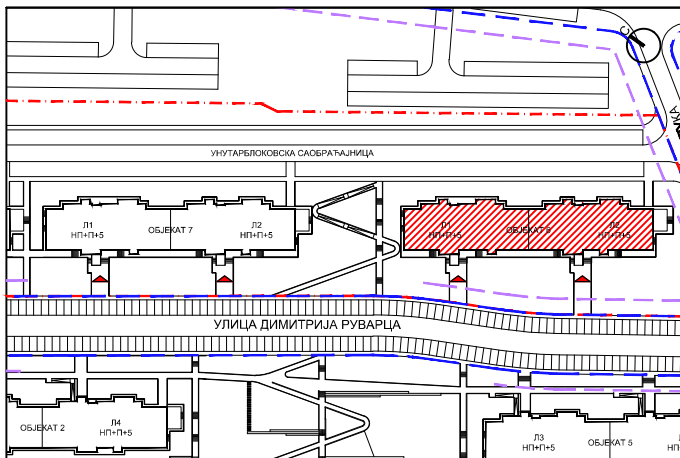 С
КА
УНУТАРБЛОКОВСКА САОБРАЋАЈНИЦА
Л1
НП+П+5
ОБЈЕКАТ 7
Л2
НП+П+5
Л1
НП+П+5
ОБЈЕКАТ 6
Л2
НП+П+5
УЛИЦА ДИМИТРИЈА РУВАРЦА
ОБЈЕКАТ 2
Л4
НП+П+5
Л3
НП+П+5
ОБЈЕКАТ 5